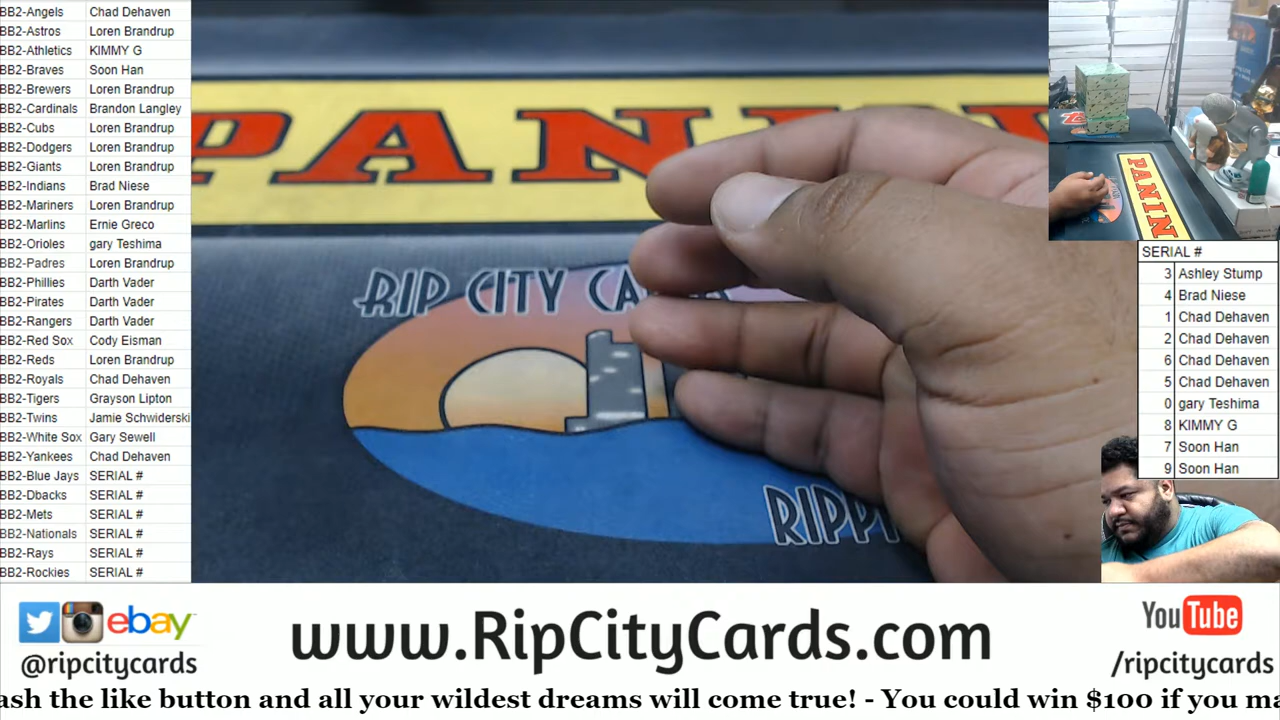 BB2-Angels Chad Dehaven
BB2-Astros Loren Brandrup
BB2-Athletics KIMMY G
BB2-Braves Soon Han
BB2-Brewers Loren Brandrup
BB2-Cardinals Brandon Langley
BB2-Cubs Loren Brandrup
BB2-Dodgers Loren Brandrup
BB2-Giants Loren Brandrup
BB2-Indians Brad Niese
BB2-Mariners Loren Brandrup
BB2-Marlins Ernie Greco
BB2-Orioles gary Teshima
BB2-Padres Loren Brandrup
BB2-Phillies Darth Vader
BB2-Pirates Darth Vader
BB2-Rangers Darth Vader
BB2-Red Sox Cody Eisman
BB2-Reds Loren Brandrup
BB2-Royals Chad Dehaven
BB2-Tigers Grayson Lipton
BB2-Twins Jamie Schwiderski
BB2-White Sox Gary Sewell
BB2-Yankees Chad Dehaven
BB2-Blue Jays SERIAL #
BB2-Dbacks SERIAL #
BB2-Mets SERIAL #
BB2-Nationals SERIAL #
BB2-Rays SERIAL #
BB2-Rockies SERIAL #
PANINI
RIP CITY CA
RIPPI
PANIN
SERIAL #
3 Ashley Stump
4 Brad Niese
1 Chad Dehaven
2 Chad Dehaven
6 Chad Dehaven
5 Chad Dehaven
0 gary Teshima
8 KIMMY G
7 Soon Han
9 Soon Han
ebay
@ripcitycards
www.RipCityCards.com
YouTube
/ripcitycards
ash the like button and all your wildest dreams will come true! - You could win $100 if you ma